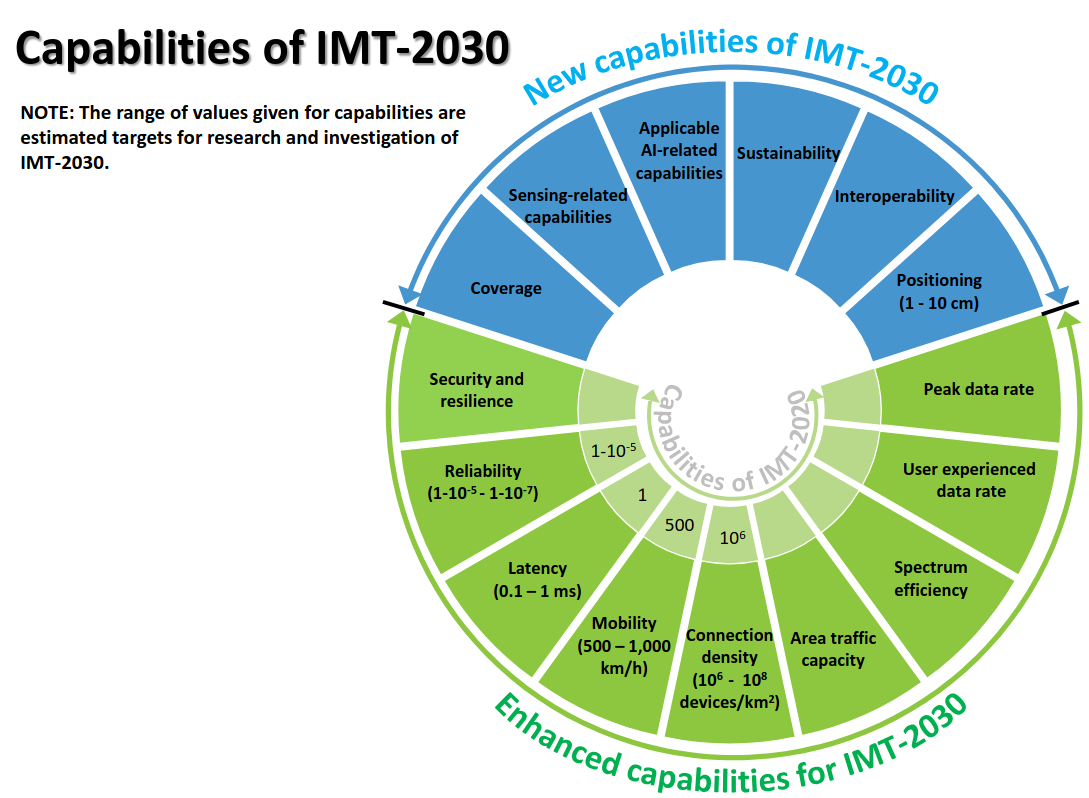 Capabilities of IMT-2030
NOTE: The range of values given for capabilities are
estimated targets for research and investigation of
IMT-2030.
New capabilities of IMT-2030
Coverage
Sensing-related
capabilities
Applicable
AI-related
capabilities
Sustainability
Interoperability
Positioning
(1 - 10 cm)
Security and
resilience
Reliability
(1-10⁻⁵ - 1-10⁻⁷)
Latency
(0.1 – 1 ms)
Mobility
(500 – 1,000
km/h)
Connection
density
(10⁶ - 10⁸
devices/km²)
Area traffic
capacity
Spectrum
efficiency
User experienced
data rate
Peak data rate
1-10⁻⁵
1
500
10⁶
Capabilities of IMT-2020
Enhanced capabilities for IMT-2030